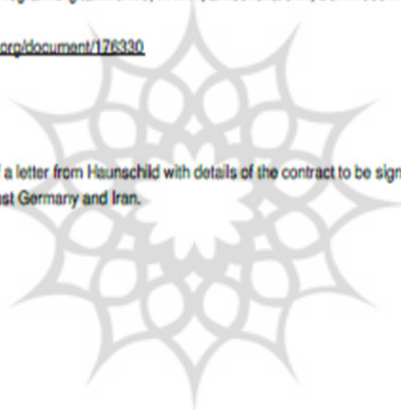 org/document/176330
a letter from Haunschild with details of the contract to be sign
st Germany and Iran.